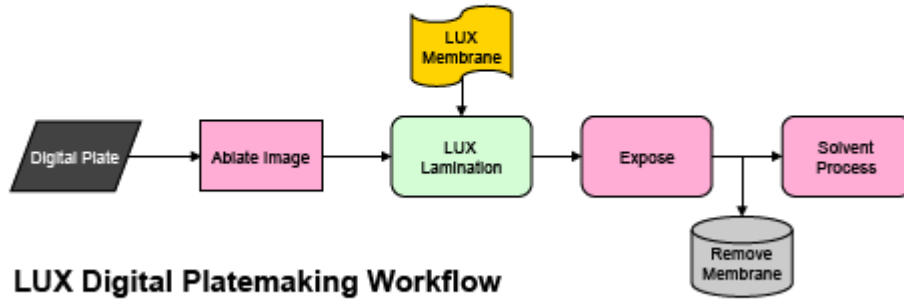 LUX
Membrane
Digital Plate
Ablate Image
LUX
Lamination
Expose
Solvent
Process
Remove
Membrane
LUX Digital Platemaking Workflow